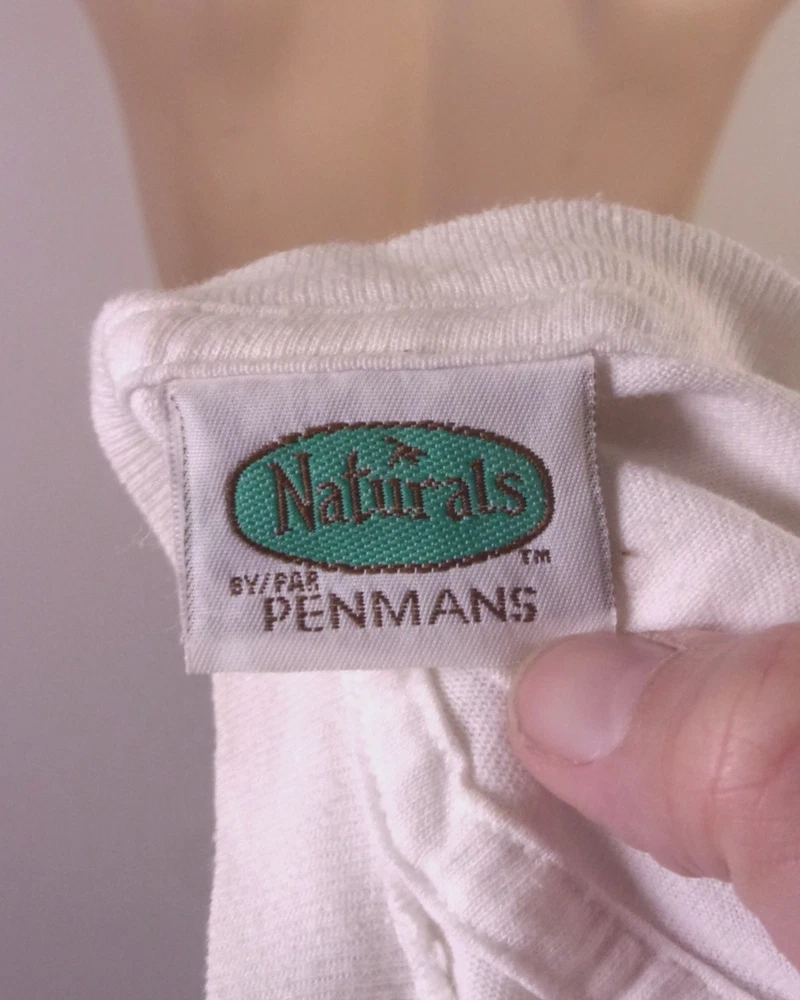 Naturals
TM
BY/PAR
PENMANS